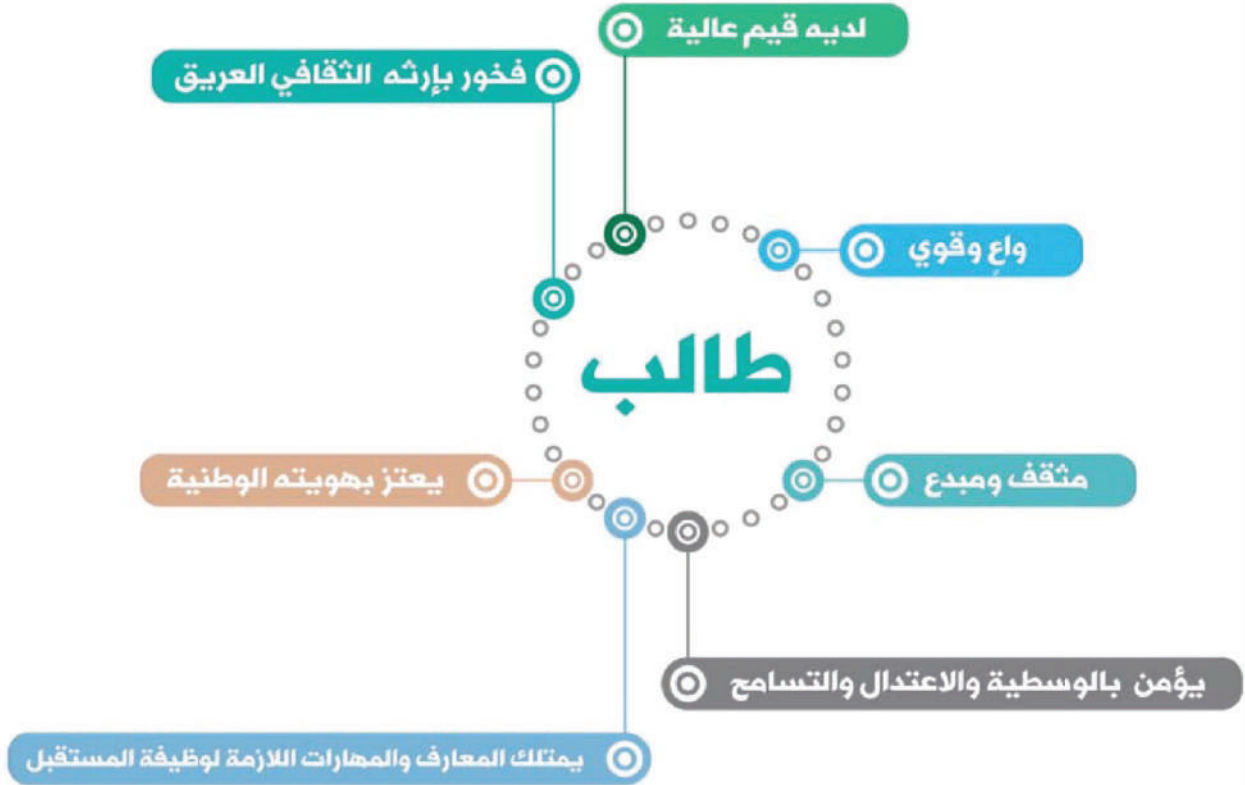 لديه قيم عالية
فخور بإرثه الثقافي العريق
واعٍ وقوي
طالب
يعتز بهويته الوطنية
مثقف ومبدع
يؤمن بالوسطية والاعتدال والتسامح
يمتلك المعارف والمهارات اللازمة لوظيفة المستقبل